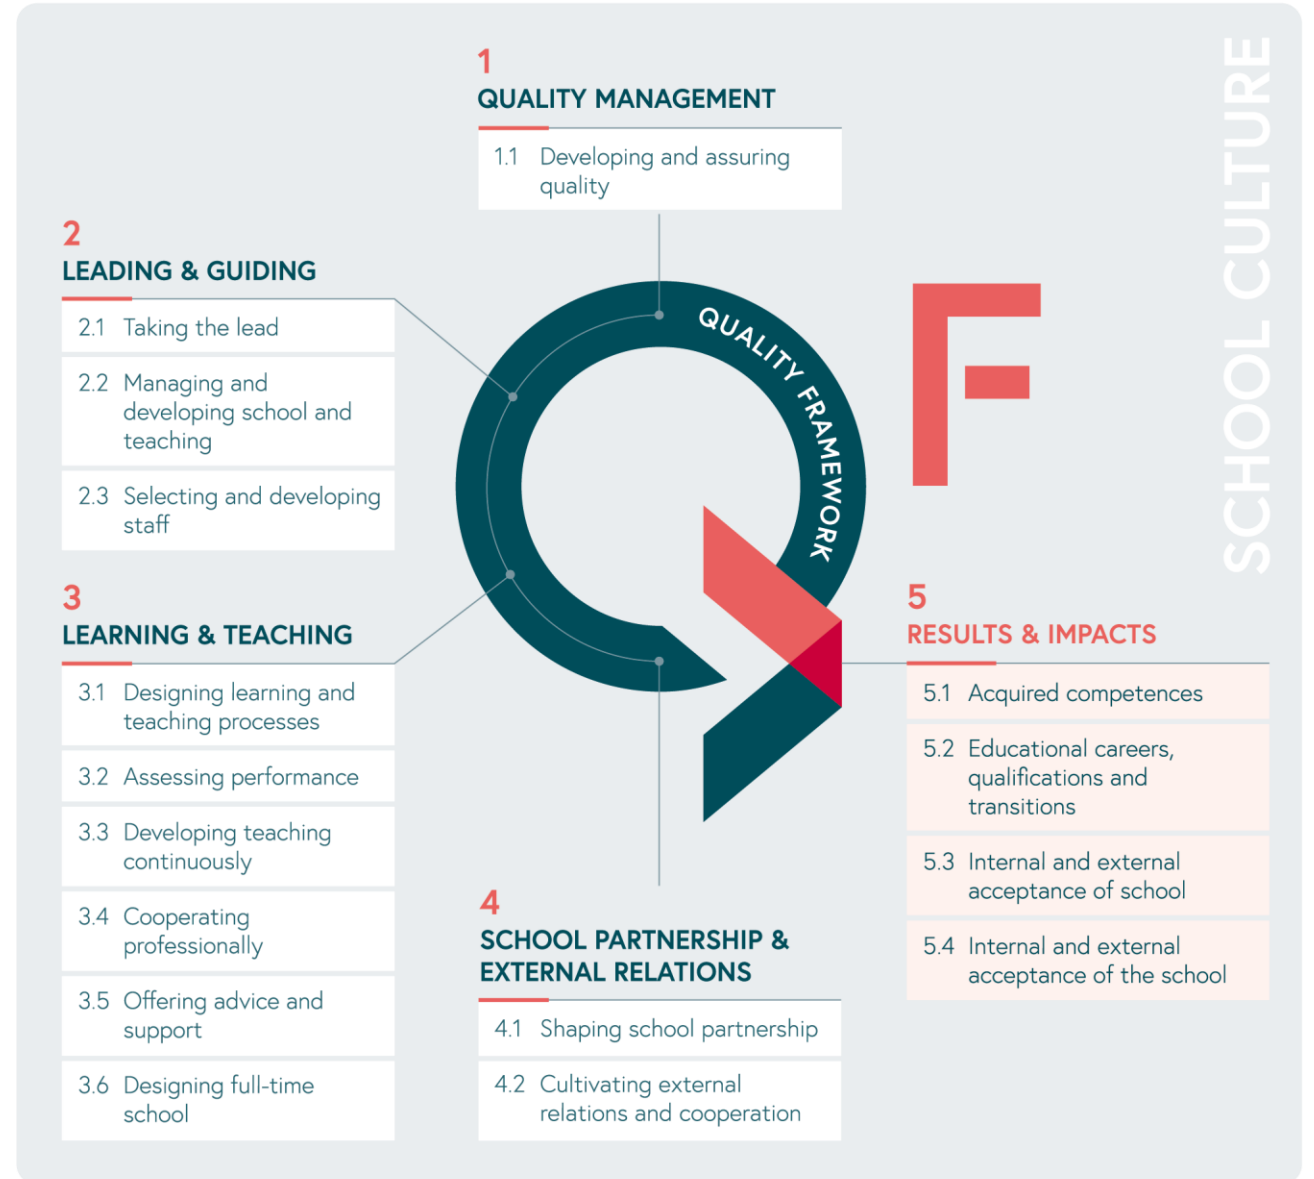 SCHOOL CULTURE
1
QUALITY MANAGEMENT
1.1 Developing and assuring
quality
2
LEADING & GUIDING
2.1 Taking the lead
2.2 Managing and
developing school and
teaching
2.3 Selecting and developing
staff
QUALITY FRAMEWORK
F
3
LEARNING & TEACHING
3.1 Designing learning and
teaching processes
3.2 Assessing performance
3.3 Developing teaching
continuously
3.4 Cooperating
professionally
3.5 Offering advice and
support
3.6 Designing full-time
school
4
SCHOOL PARTNERSHIP &
EXTERNAL RELATIONS
4.1 Shaping school partnership
4.2 Cultivating external
relations and cooperation
5
RESULTS & IMPACTS
5.1 Acquired competences
5.2 Educational careers,
qualifications and
transitions
5.3 Internal and external
acceptance of school
5.4 Internal and external
acceptance of the school